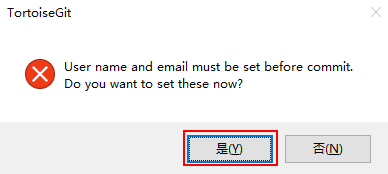 TortoiseGit
User name and email must be set before commit.
Do you want to set these now?
是(Y)
否(N)